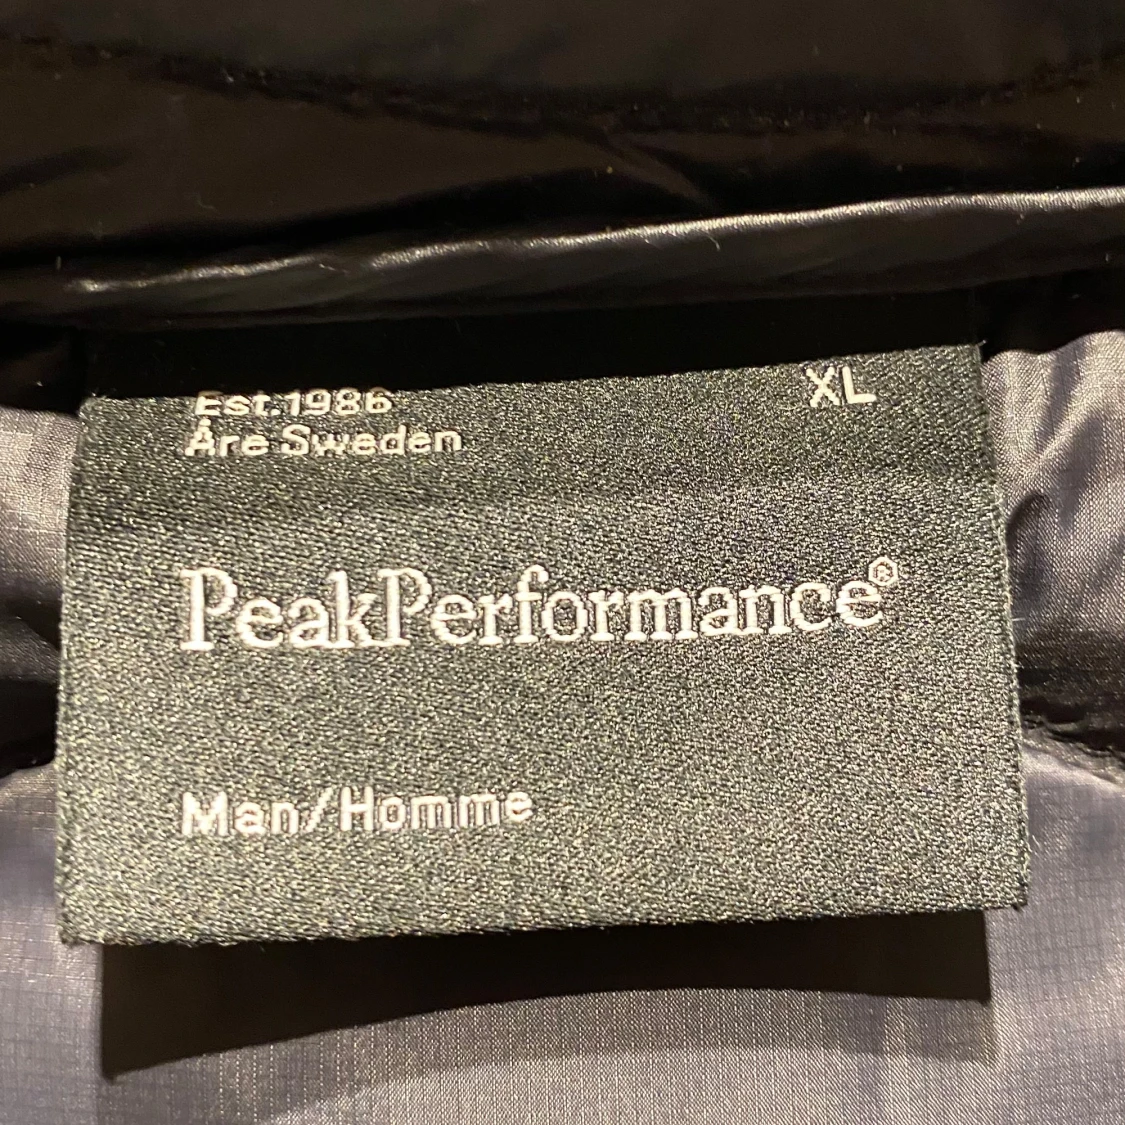 Est.1986 XL
Åre Sweden
PeakPerformance®
Man/Homme